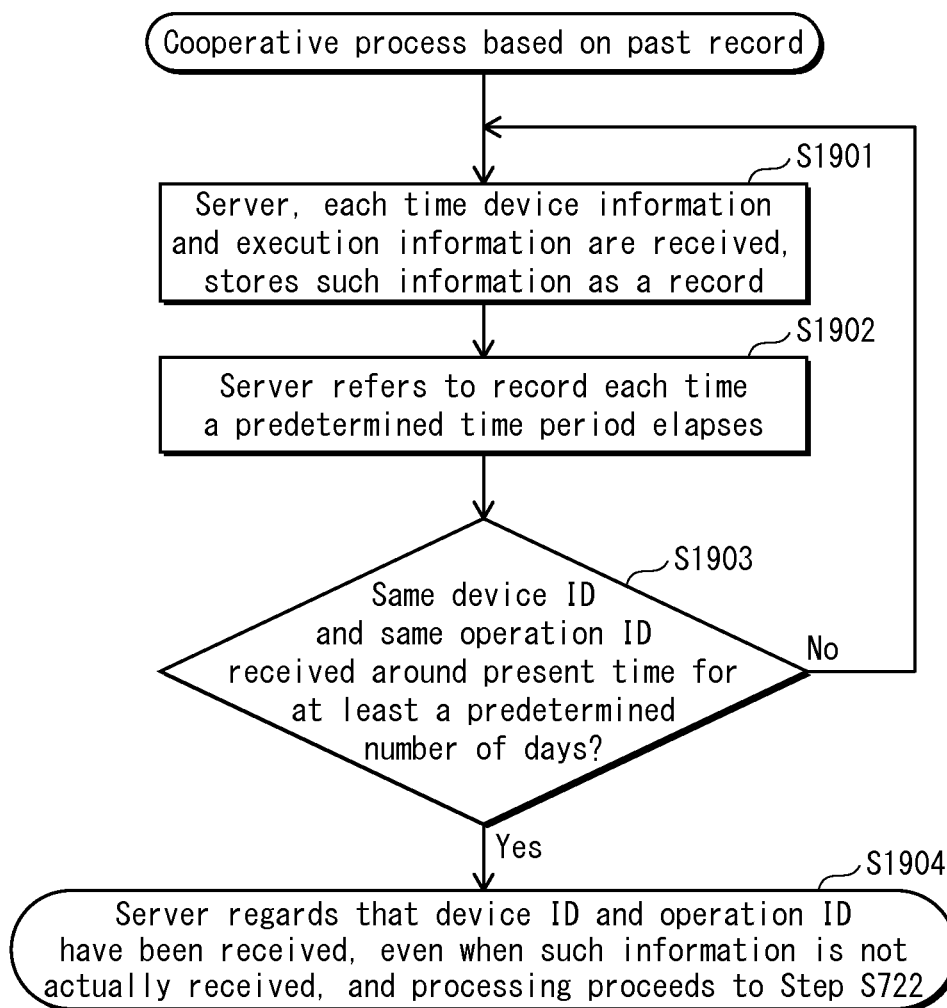 Cooperative process based on past record
S1901
Server, each time device information
and execution information are received,
stores such information as a record
S1902
Server refers to record each time
a predetermined time period elapses
S1903
Same device ID
and same operation ID
received around present time for
at least a predetermined
number of days?
No
Yes
S1904
Server regards that device ID and operation ID
have been received, even when such information is not
actually received, and processing proceeds to Step S722